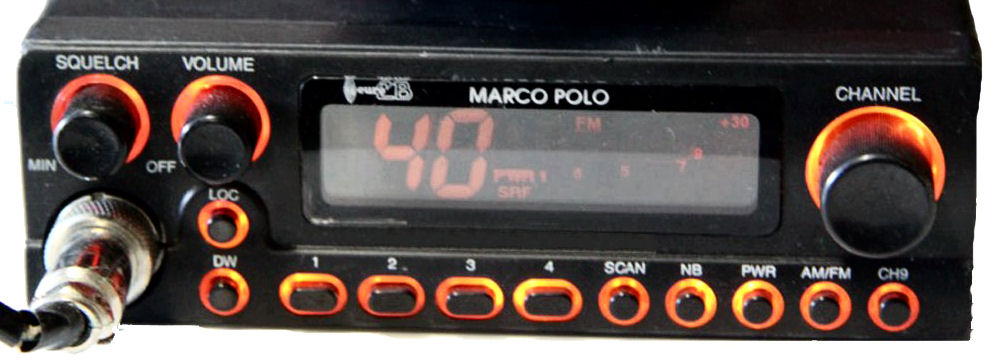 SQUELCH VOLUME
MIN OFF
LOC
DW
CB MARCO POLO
FM +30
40
PWR 1 5 7 9
SRF
CHANNEL
1 2 3 4 SCAN NB PWR AM/FM CH9